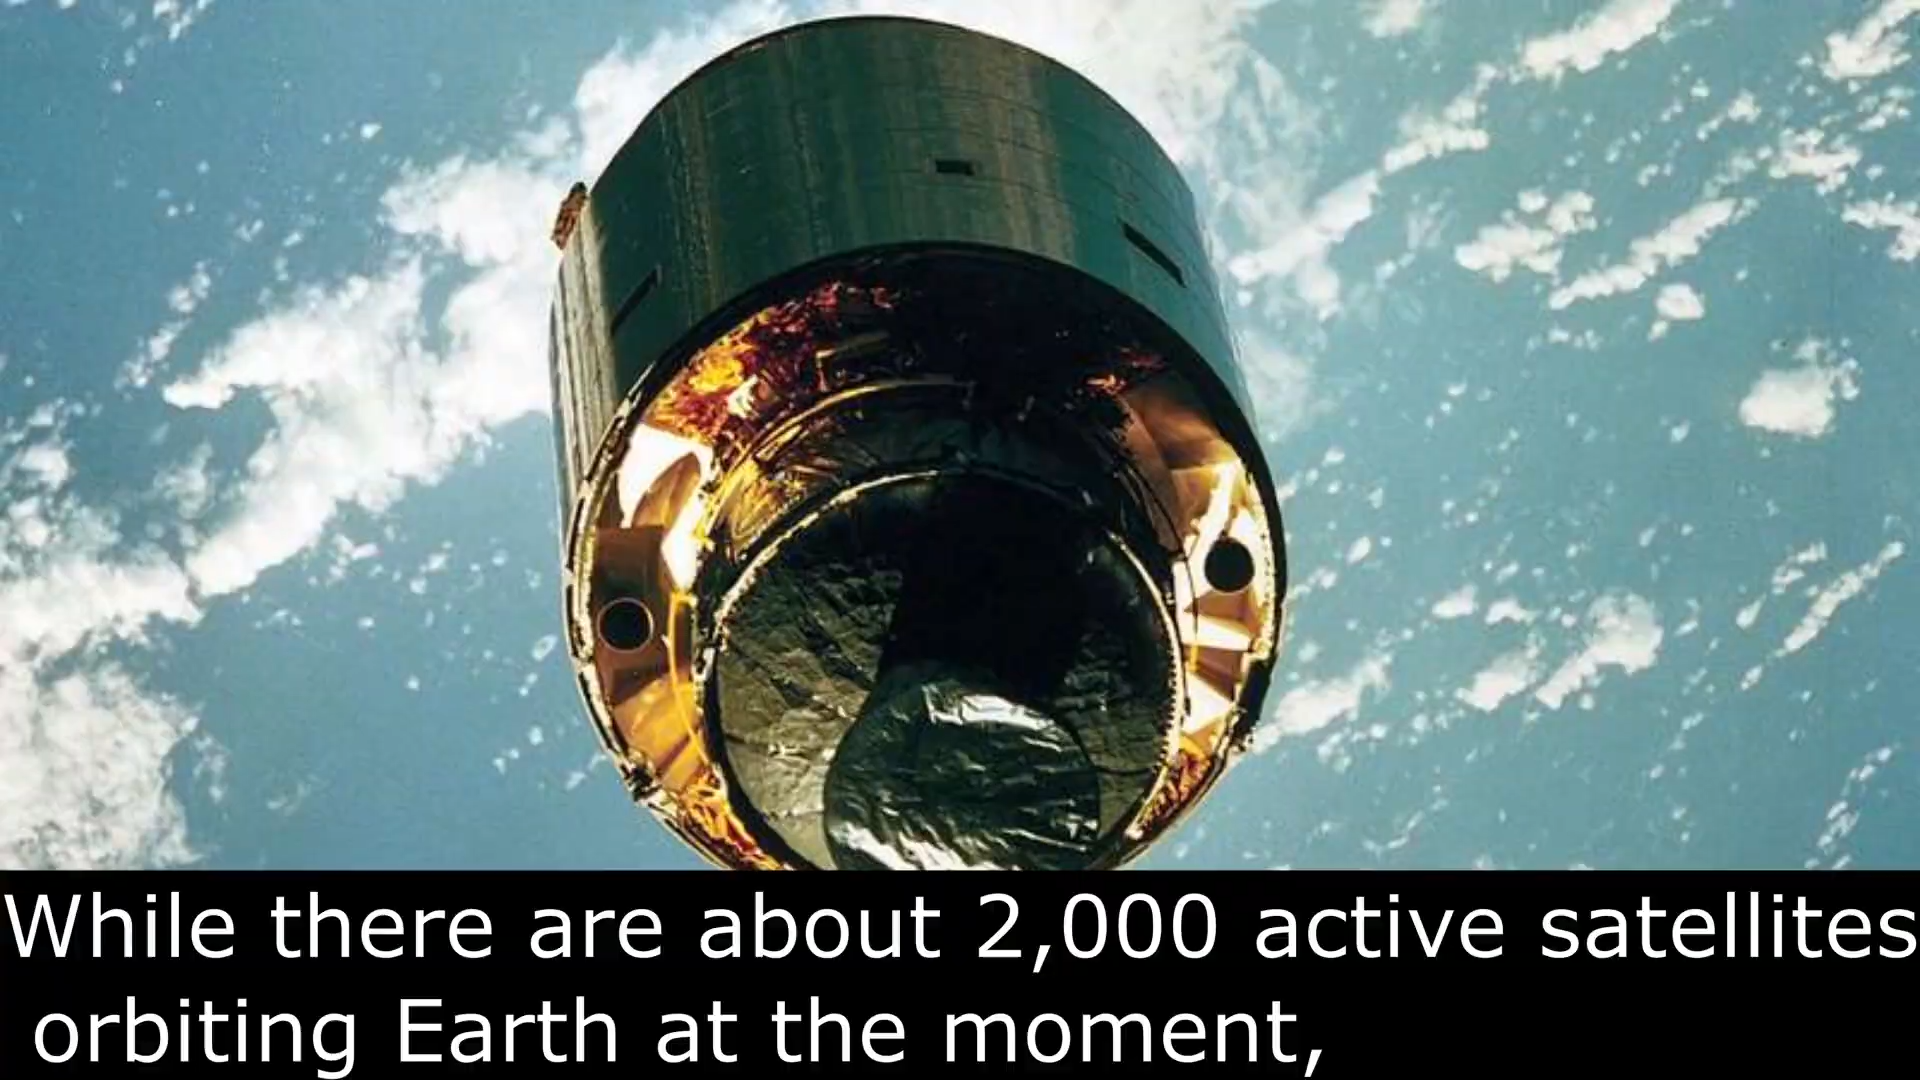 While there are about 2,000 active satellites
orbiting Earth at the moment,